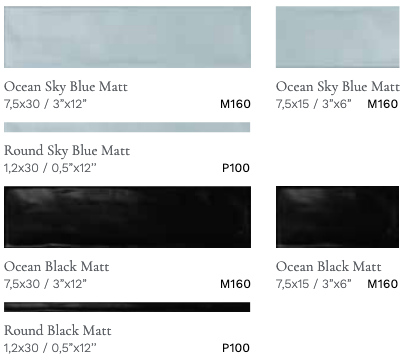 Ocean Sky Blue Matt
7,5x30 / 3”x12” M160
Ocean Sky Blue Matt
7,5x15 / 3”x6” M160
Round Sky Blue Matt
1,2x30 / 0,5”x12’’ P100
Ocean Black Matt
7,5x30 / 3”x12” M160
Ocean Black Matt
7,5x15 / 3”x6” M160
Round Black Matt
1,2x30 / 0,5”x12’’ P100